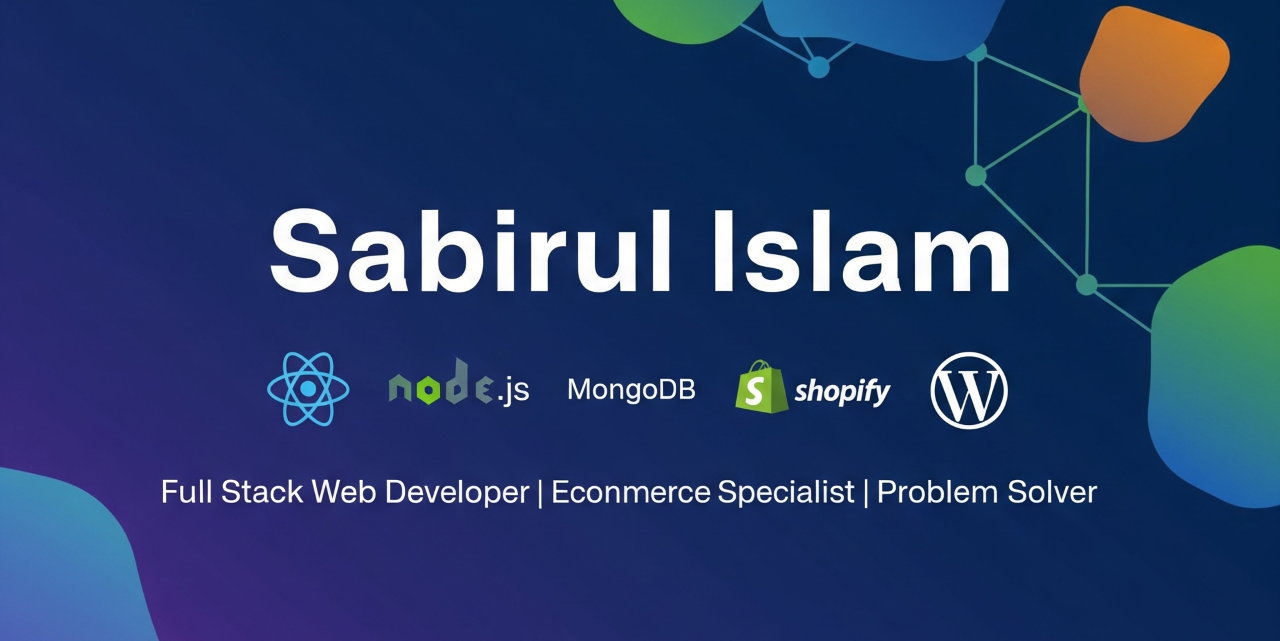 Sabirul Islam
node.js MongoDB S shopify W
Full Stack Web Developer | Econmerce Specialist | Problem Solver